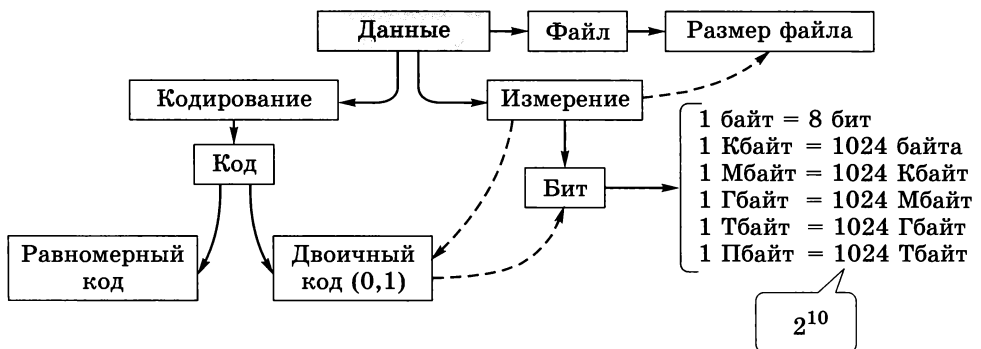 Данные
Файл
Размер файла
Кодирование
Измерение
Код
Бит
1 байт = 8 бит
1 Кбайт = 1024 байта
1 Мбайт = 1024 Кбайт
1 Гбайт = 1024 Мбайт
1 Тбайт = 1024 Гбайт
1 Пбайт = 1024 Тбайт
Равномерный
код
Двоичный
код (0,1)
2¹⁰